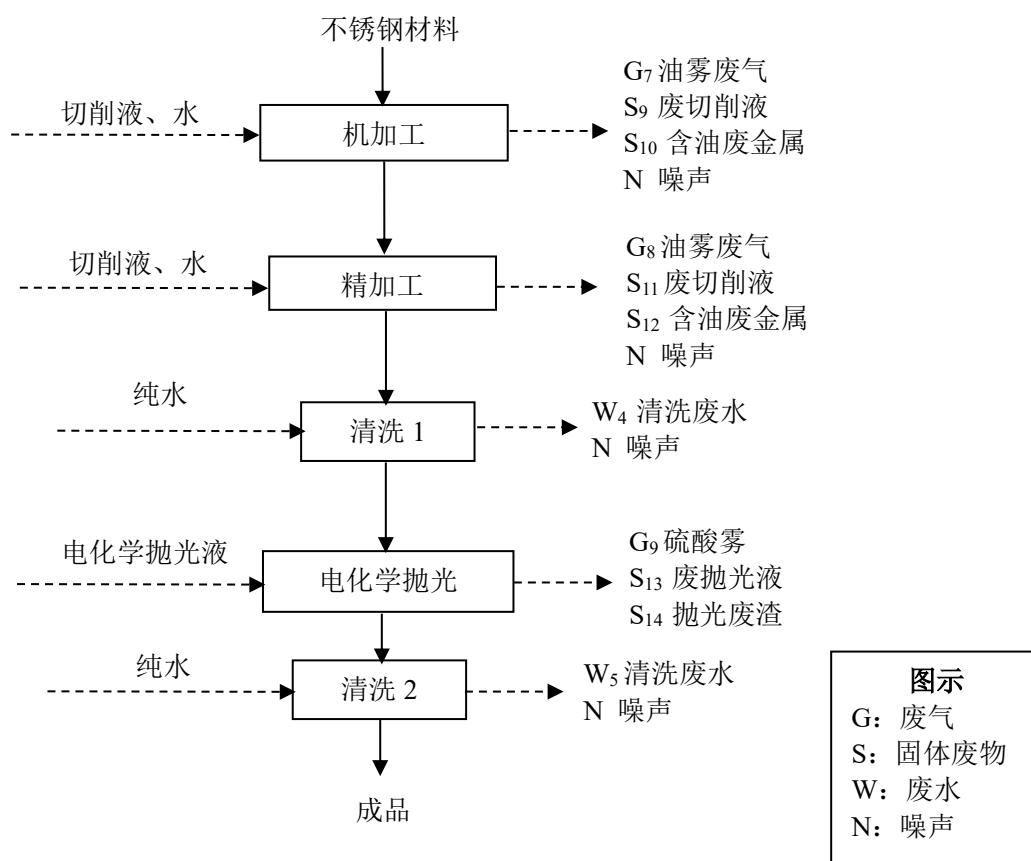 不锈钢材料
切削液、水
机加工
G₇ 油雾废气
S₉ 废切削液
S₁₀ 含油废金属
N 噪声
切削液、水
精加工
G₈ 油雾废气
S₁₁ 废切削液
S₁₂ 含油废金属
N 噪声
纯水
清洗 1
W₄ 清洗废水
N 噪声
电化学抛光液
电化学抛光
G₉ 硫酸雾
S₁₃ 废抛光液
S₁₄ 抛光废渣
纯水
清洗 2
W₅ 清洗废水
N 噪声
成品
图示
G：废气
S：固体废物
W：废水
N：噪声